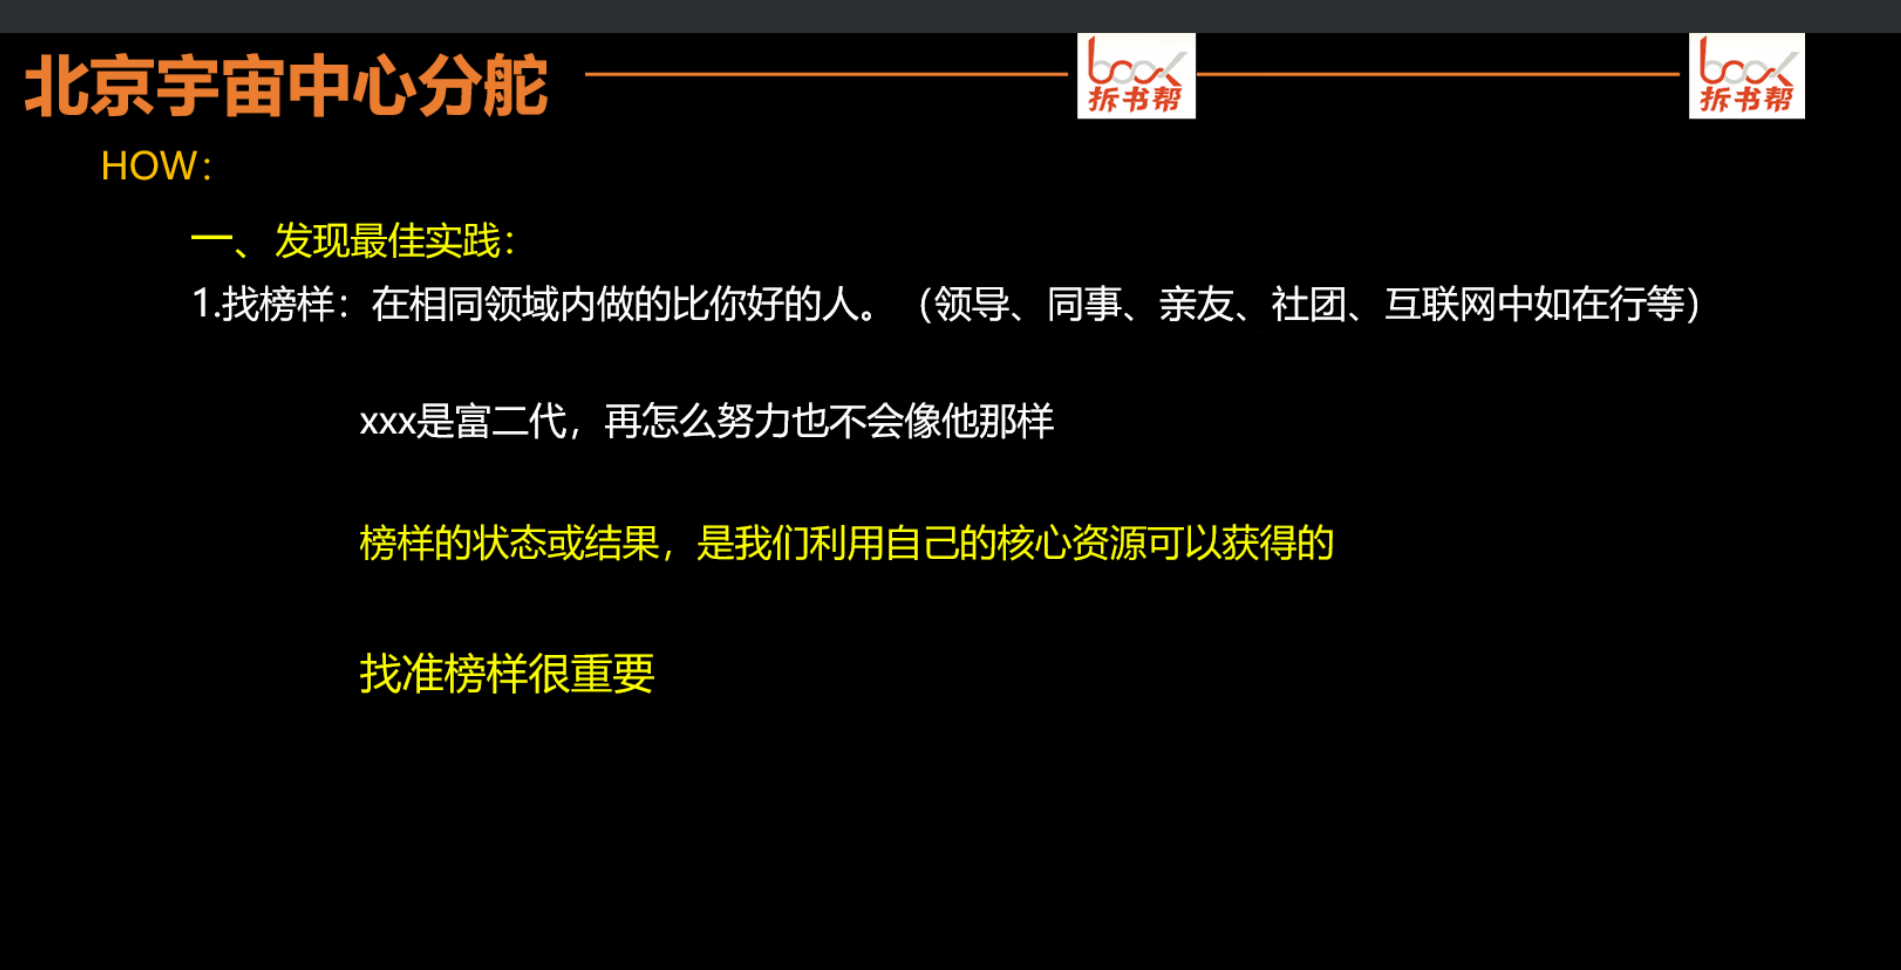 北京宇宙中心分舵
book
拆书帮
book
拆书帮
HOW：
一、发现最佳实践：
1.找榜样：在相同领域内做的比你好的人。（领导、同事、亲友、社团、互联网中如在行等）
xxx是富二代，再怎么努力也不会像他那样
榜样的状态或结果，是我们利用自己的核心资源可以获得的
找准榜样很重要